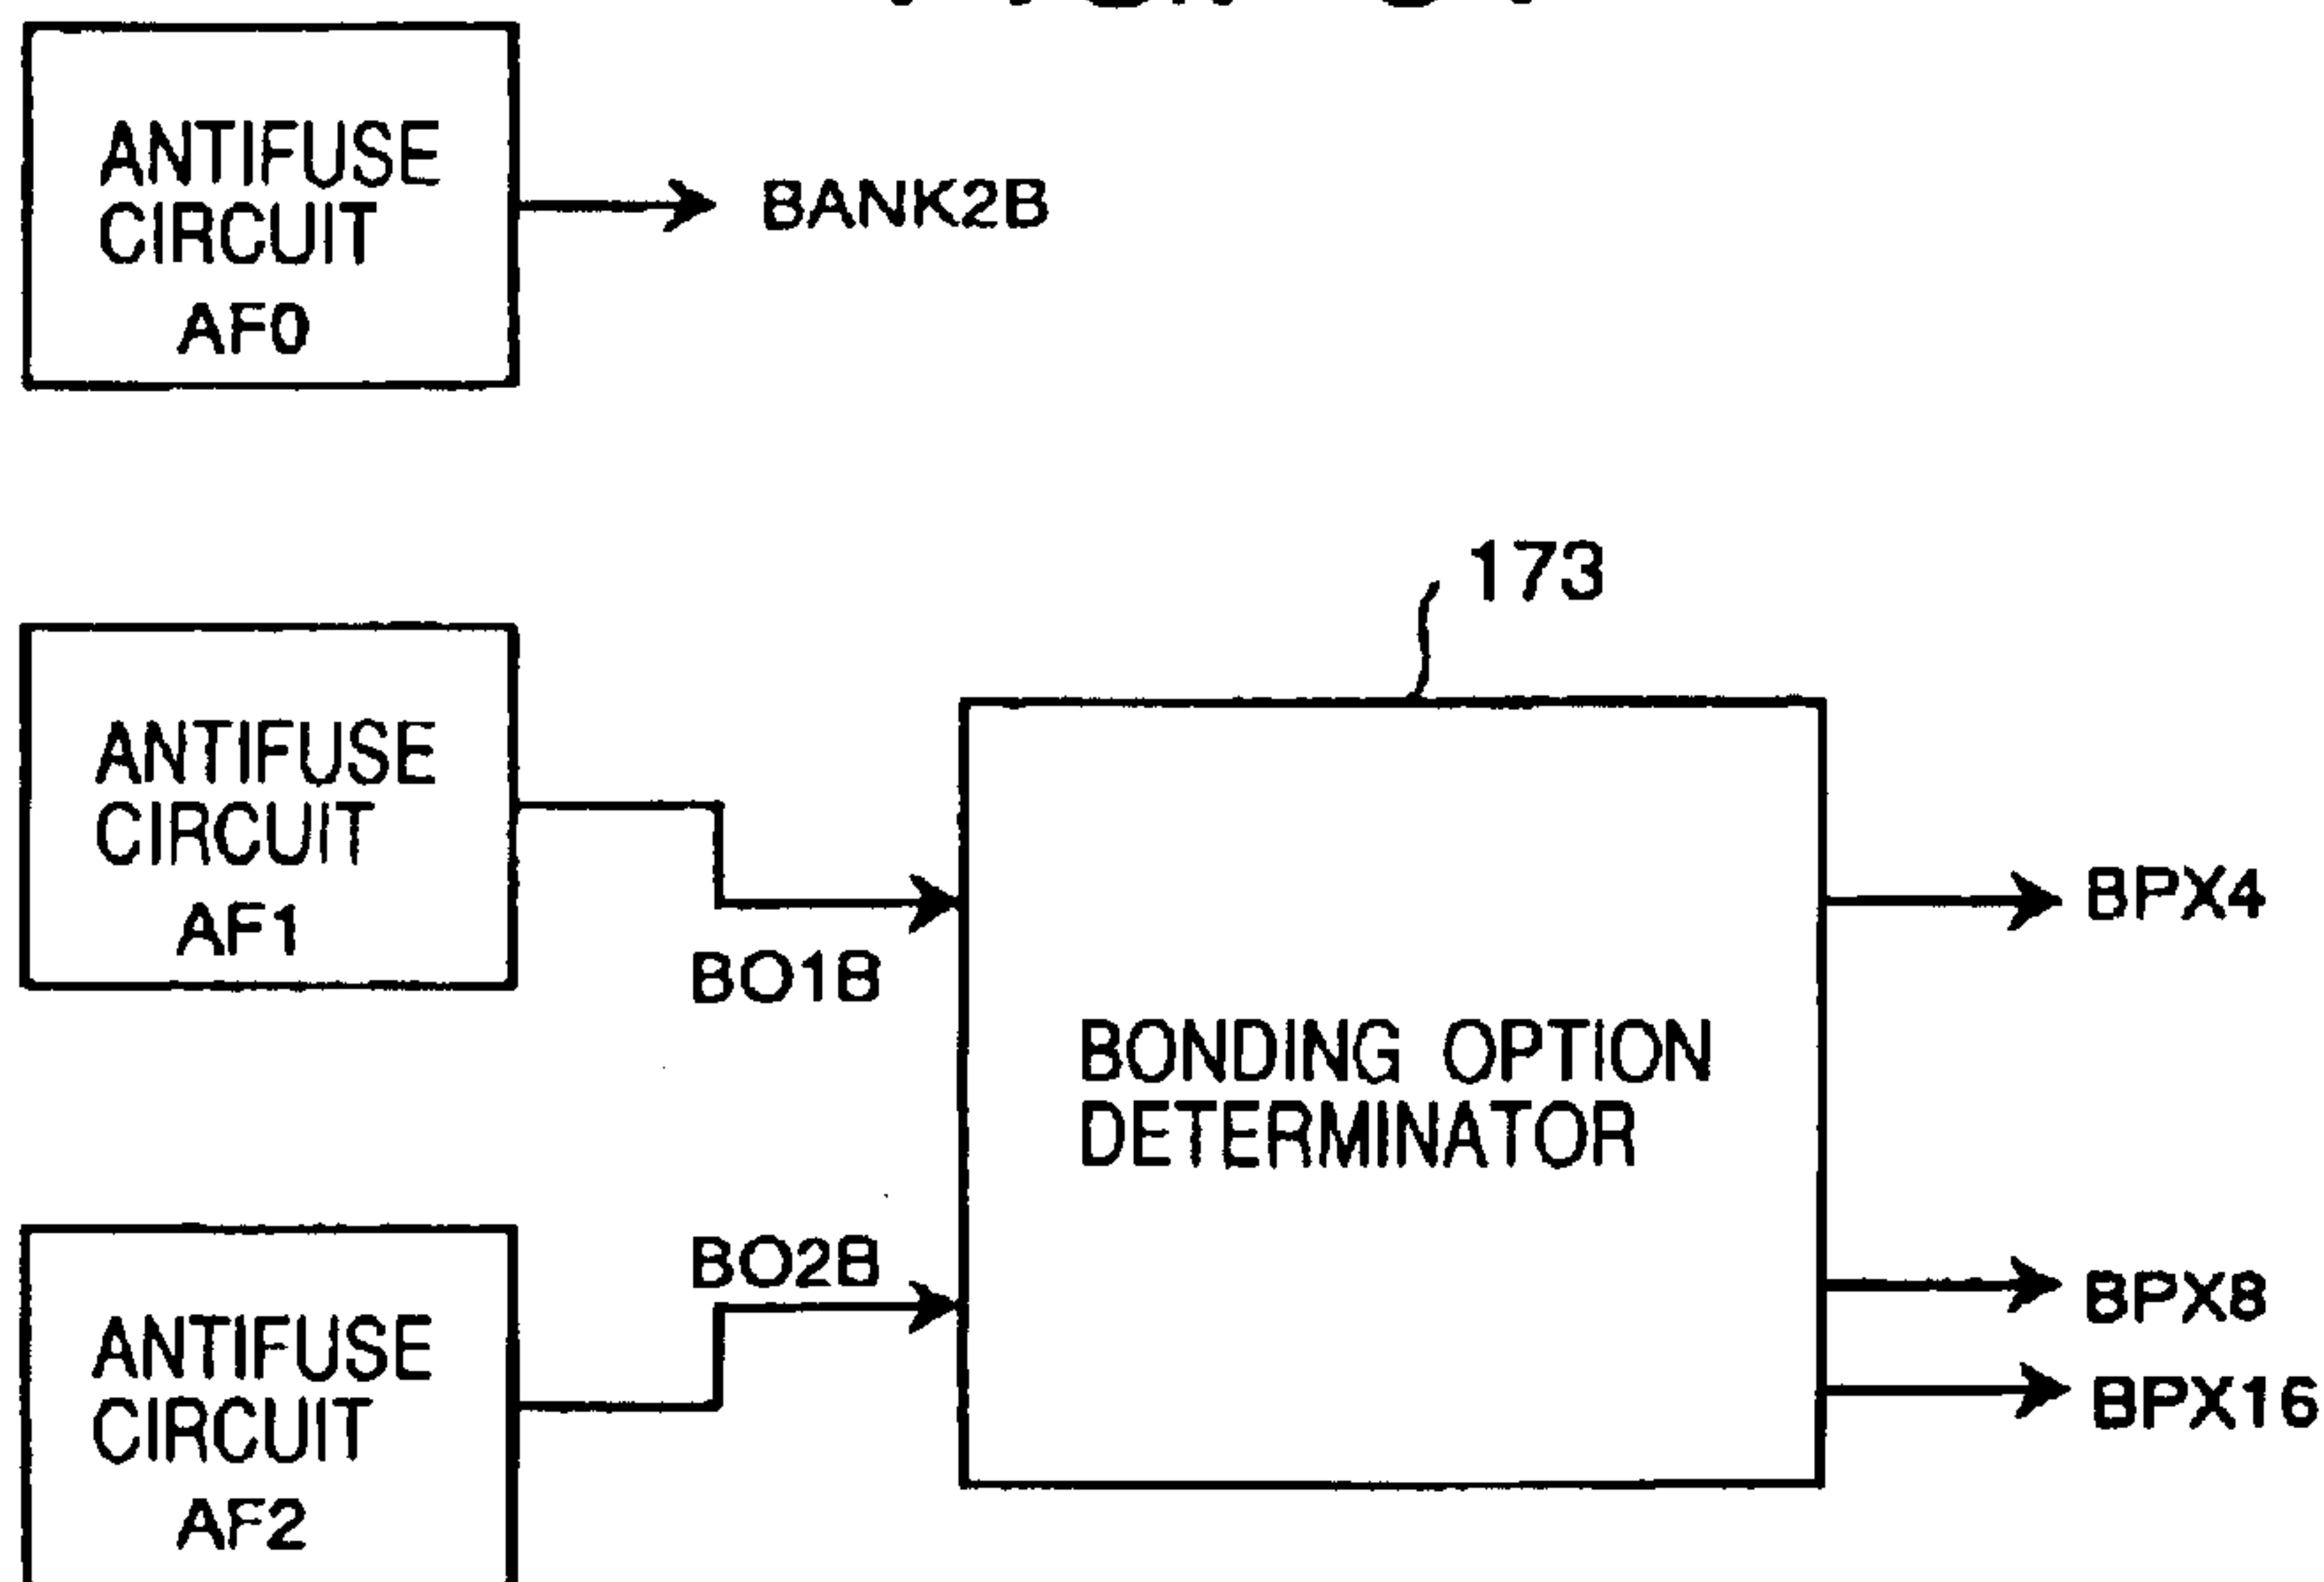 ANTIFUSE
CIRCUIT
AF0
BANK2B
173
ANTIFUSE
CIRCUIT
AF1
BO1B
BPX4
BONDING OPTION
DETERMINATOR
BO2B
BPX8
BPX16
ANTIFUSE
CIRCUIT
AF2